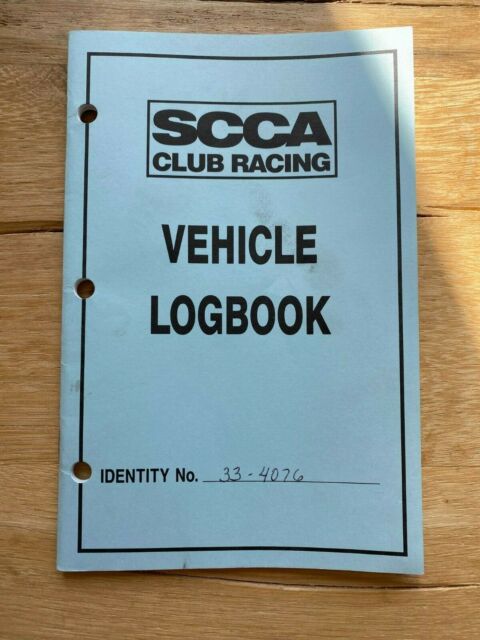 SCCA
CLUB RACING
VEHICLE
LOGBOOK
IDENTITY No. 33-4076